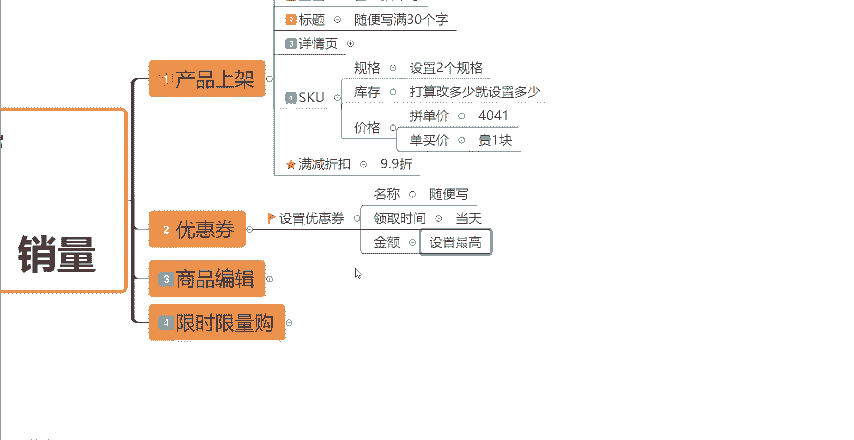 2 标题 随便写满30个字
3 详情页
1 产品上架
规格 设置2个规格
4 SKU
库存 打算改多少就设置多少
价格
拼单价 4041
单买价 贵1块
满减折扣 9.9折
销量
2 优惠券
设置优惠券
名称 随便写
领取时间 当天
金额 设置最高
3 商品编辑
4 限时限量购